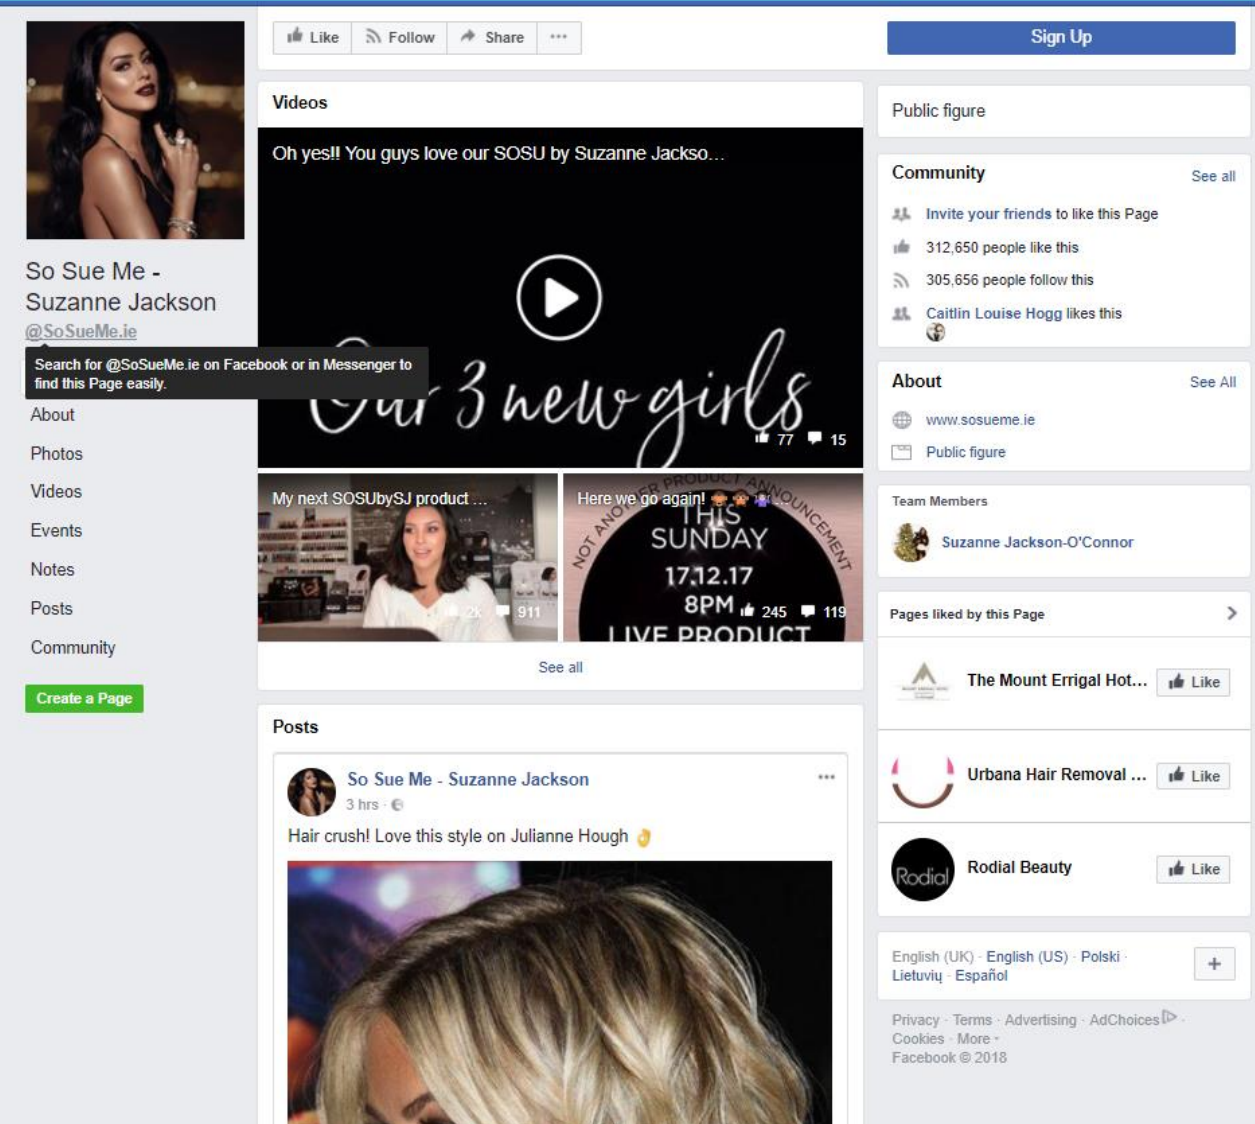 Like
Follow
Share
Sign Up
So Sue Me -
Suzanne Jackson
@SoSueMe.ie
Search for @SoSueMe.ie on Facebook or in Messenger to
find this Page easily.
About
Photos
Videos
Events
Notes
Posts
Community
Create a Page
Videos
Oh yes!! You guys love our SOSU by Suzanne Jackso...
Our 3 new girls
77 15
My next SOSUbySJ product ...
2k 911
Here we go again!
NOT ANOTHER PRODUCT ANNOUNCEMENT
THIS
SUNDAY
17.12.17
8PM
245 119
LIVE PRODUCT
See all
Posts
So Sue Me - Suzanne Jackson
3 hrs ·
Hair crush! Love this style on Julianne Hough
Public figure
Community
See all
Invite your friends to like this Page
312,650 people like this
305,656 people follow this
Caitlin Louise Hogg likes this
About
See All
www.sosueme.ie
Public figure
Team Members
Suzanne Jackson-O'Connor
Pages liked by this Page
The Mount Errigal Hot...
Like
Urbana Hair Removal ...
Like
Rodial
Rodial Beauty
Like
English (UK) · English (US) · Polski ·
Lietuvių · Español
Privacy · Terms · Advertising · AdChoices ·
Cookies · More
Facebook © 2018